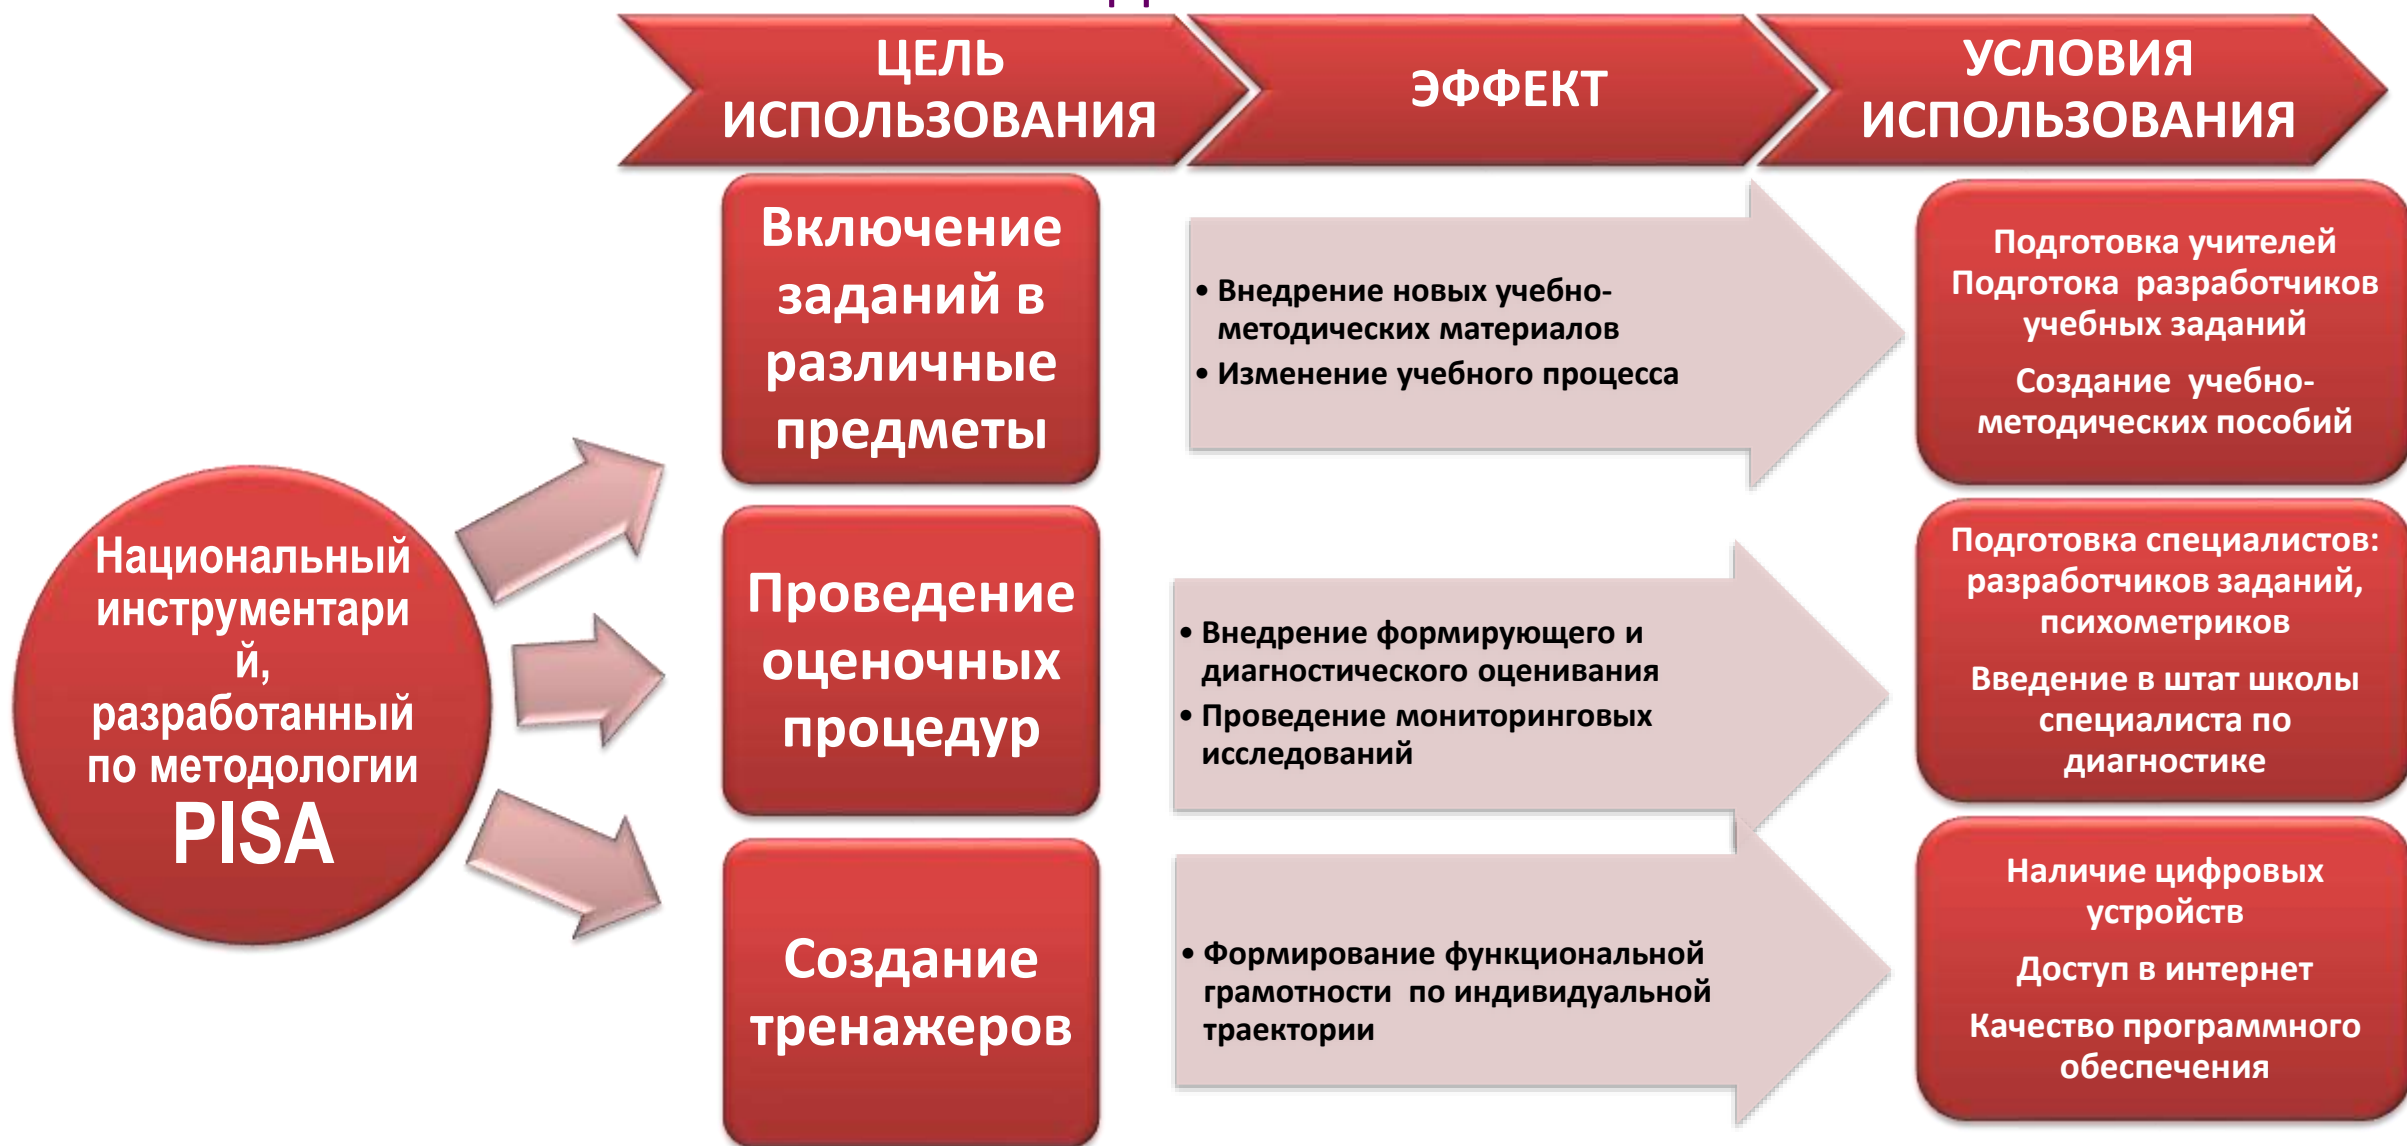 ЦЕЛЬ
ИСПОЛЬЗОВАНИЯ
ЭФФЕКТ
УСЛОВИЯ
ИСПОЛЬЗОВАНИЯ
Национальный
инструментари
й,
разработанный
по методологии
PISA
Включение
заданий в
различные
предметы
• Внедрение новых учебно-
методических материалов
• Изменение учебного процесса
Подготовка учителей
Подготока разработчиков
учебных заданий
Создание учебно-
методических пособий
Проведение
оценочных
процедур
• Внедрение формирующего и
диагностического оценивания
• Проведение мониторинговых
исследований
Подготовка специалистов:
разработчиков заданий,
психометриков
Введение в штат школы
специалиста по
диагностике
Создание
тренажеров
• Формирование функциональной
грамотности по индивидуальной
траектории
Наличие цифровых
устройств
Доступ в интернет
Качество программного
обеспечения